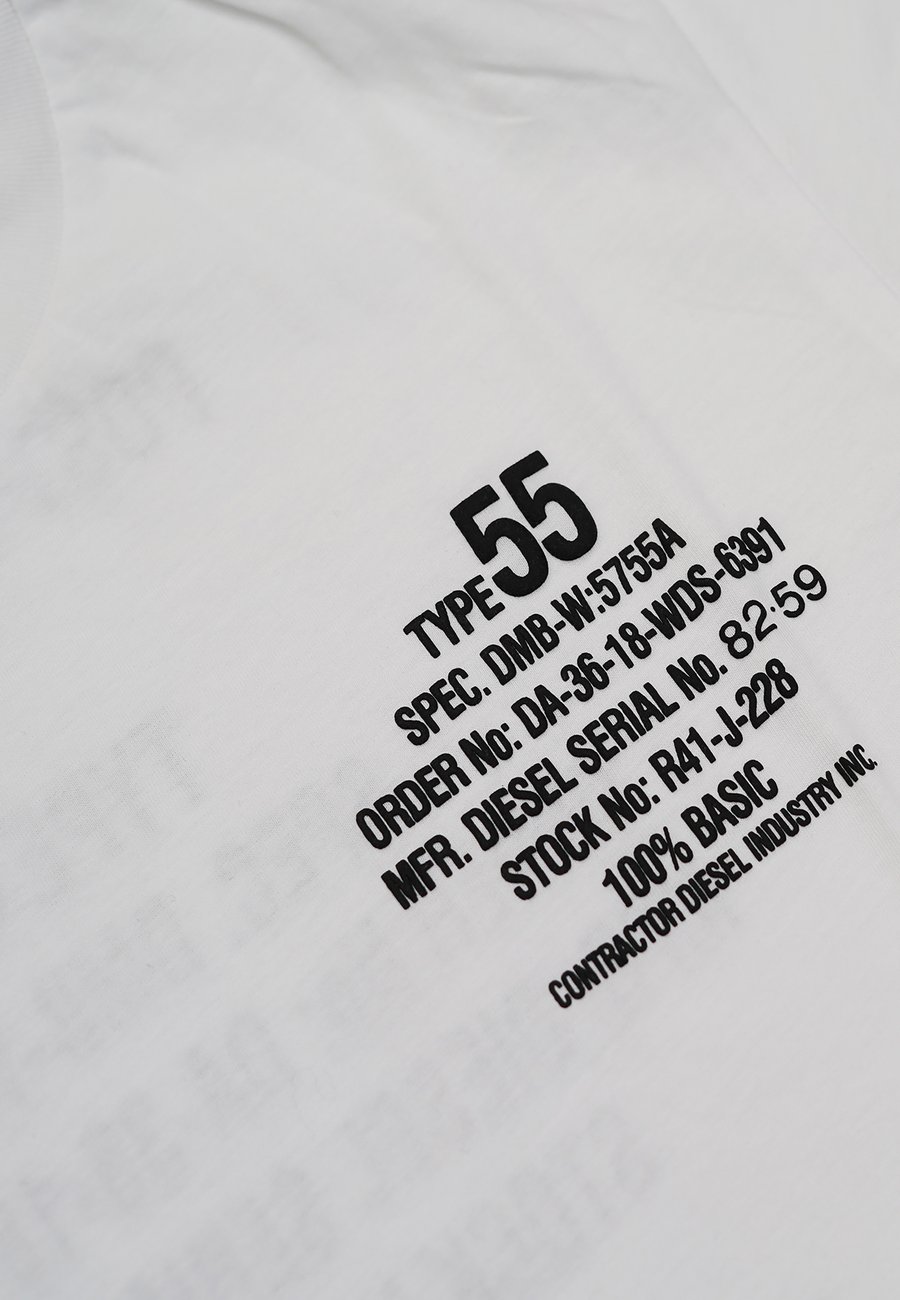 TYPE 55
SPEC. DMB-W:5755A
ORDER No: DA-36-18-WDS-6391
MFR. DIESEL SERIAL No. 82·59
STOCK No: R41-J-228
100% BASIC
CONTRACTOR DIESEL INDUSTRY INC.